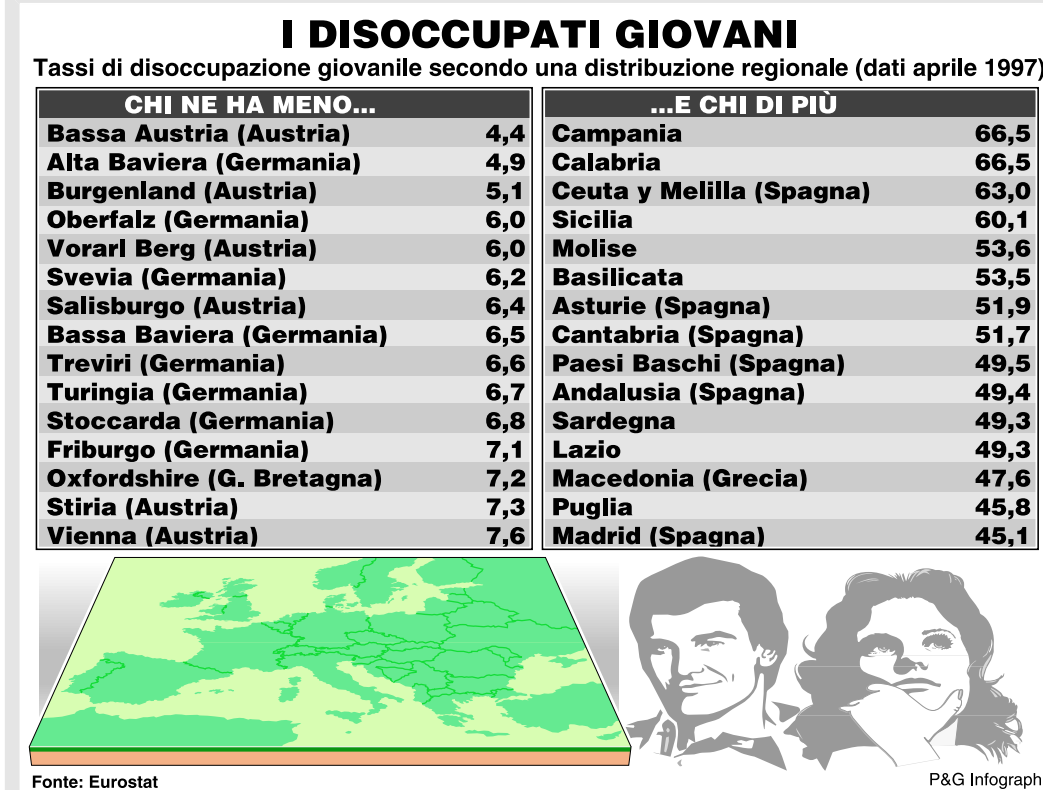 I DISOCCUPATI GIOVANI
Tassi di disoccupazione giovanile secondo una distribuzione regionale (dati aprile 1997)
CHI NE HA MENO...
Bassa Austria (Austria) 4,4
Alta Baviera (Germania) 4,9
Burgenland (Austria) 5,1
Oberfalz (Germania) 6,0
Vorarl Berg (Austria) 6,0
Svevia (Germania) 6,2
Salisburgo (Austria) 6,4
Bassa Baviera (Germania) 6,5
Treviri (Germania) 6,6
Turingia (Germania) 6,7
Stoccarda (Germania) 6,8
Friburgo (Germania) 7,1
Oxfordshire (G. Bretagna) 7,2
Stiria (Austria) 7,3
Vienna (Austria) 7,6
...E CHI DI PIÙ
Campania 66,5
Calabria 66,5
Ceuta y Melilla (Spagna) 63,0
Sicilia 60,1
Molise 53,6
Basilicata 53,5
Asturie (Spagna) 51,9
Cantabria (Spagna) 51,7
Paesi Baschi (Spagna) 49,5
Andalusia (Spagna) 49,4
Sardegna 49,3
Lazio 49,3
Macedonia (Grecia) 47,6
Puglia 45,8
Madrid (Spagna) 45,1
Fonte: Eurostat
P&G Infograph